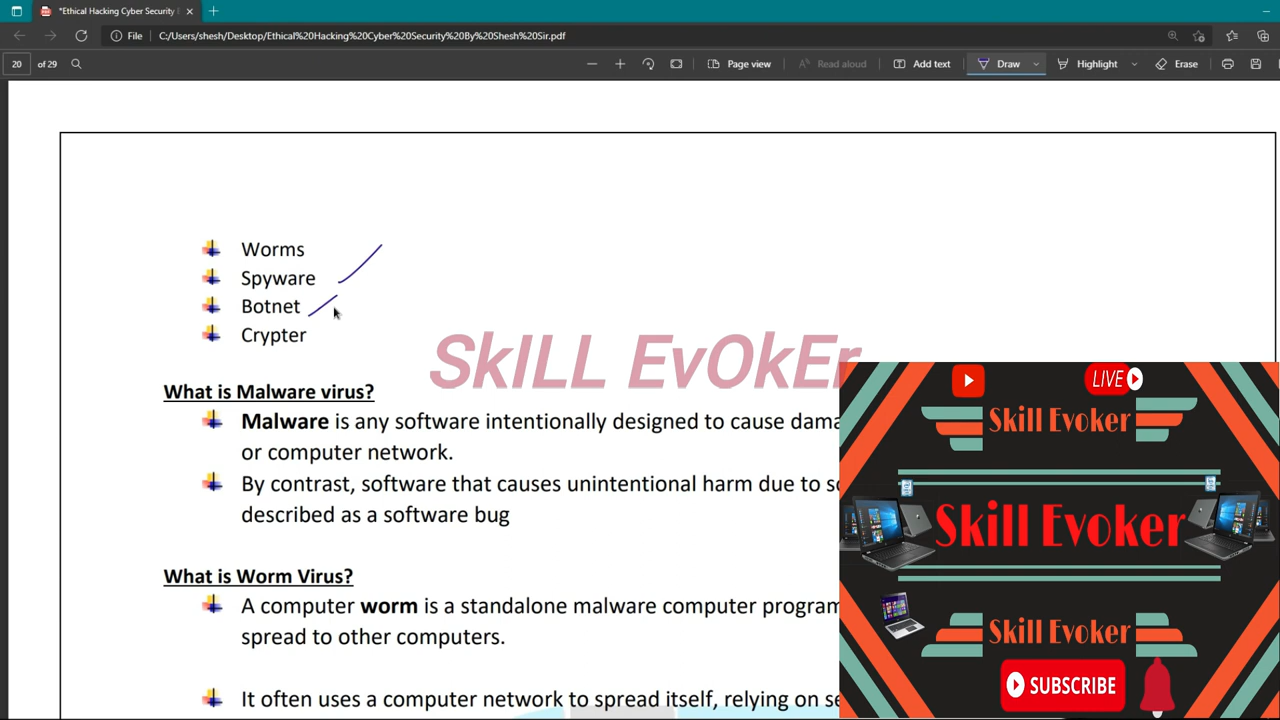 *Ethical Hacking Cyber Security
File C:/Users/shesh/Desktop/Ethical%20Hacking%20Cyber%20Security%20By%20Shesh%20Sir.pdf
20 of 29 Page view Read aloud Add text Draw Highlight Erase
Worms
Spyware
Botnet
Crypter
SkILL EvOkEr
What is Malware virus?
Malware is any software intentionally designed to cause dama
or computer network.
By contrast, software that causes unintentional harm due to so
described as a software bug
What is Worm Virus?
A computer worm is a standalone malware computer program
spread to other computers.
It often uses a computer network to spread itself, relying on se
LIVE
Skill Evoker
Skill Evoker
Skill Evoker
SUBSCRIBE